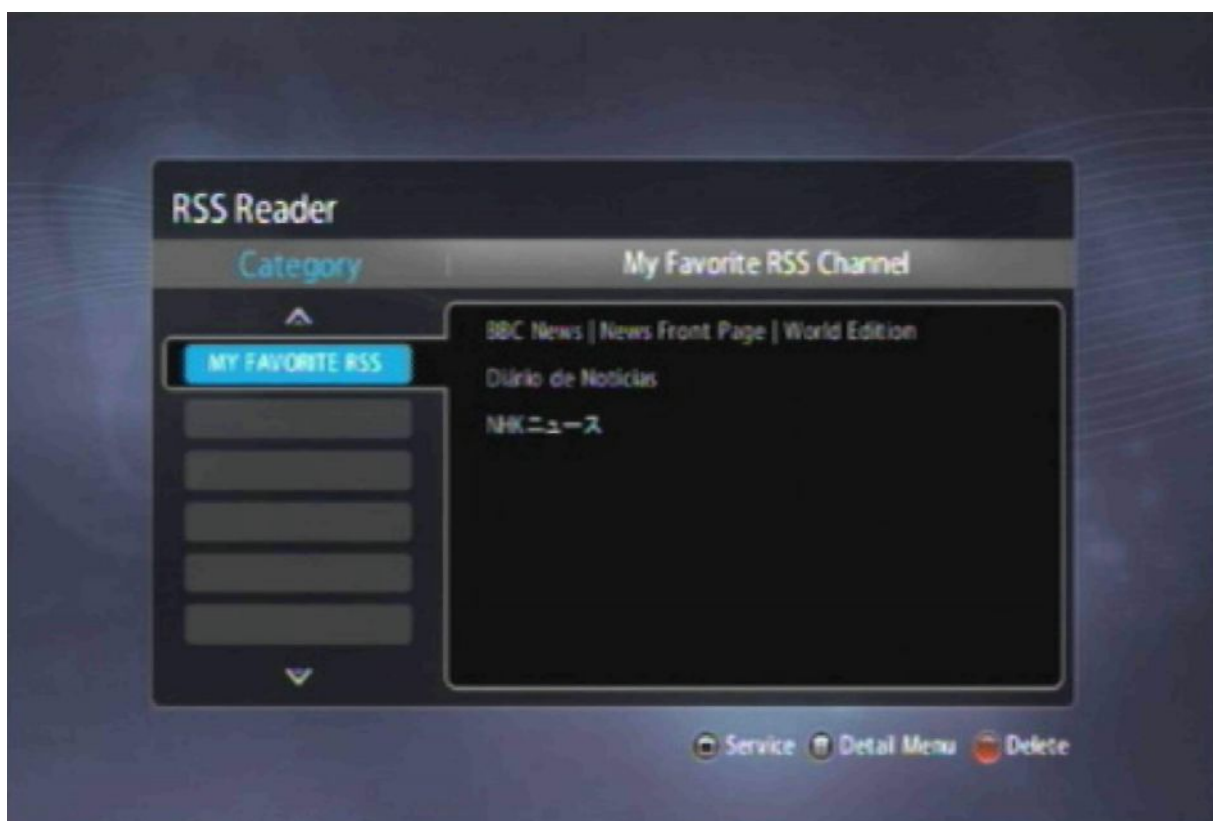 RSS Reader
Category
My Favorite RSS Channel
MY FAVORITE RSS
BBC News | News Front Page | World Edition
Diário de Noticias
NHKニュース
Service Detail Menu Delete